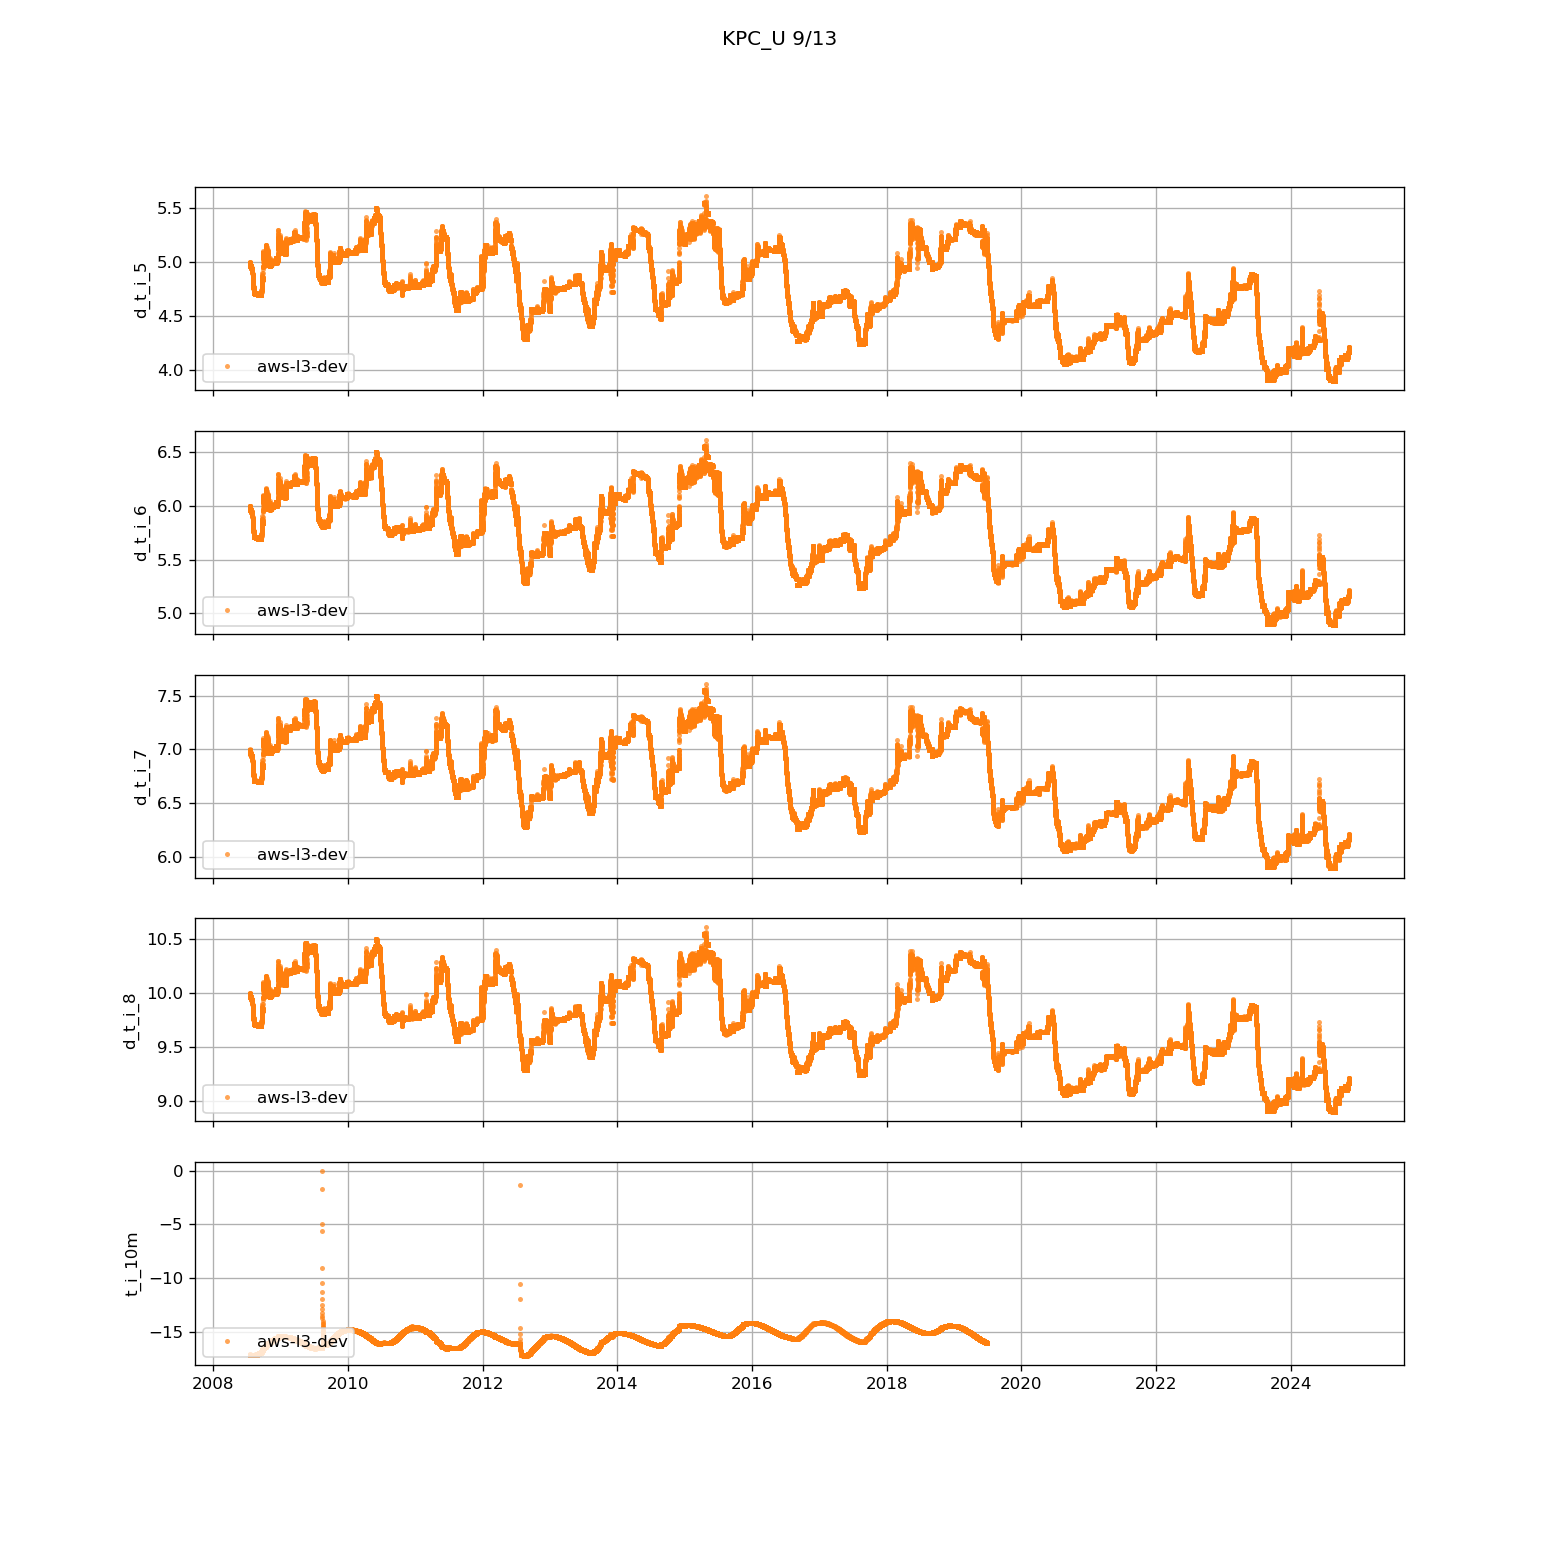 KPC_U 9/13
5.5
5.0
4.5
4.0
d_t_i_5
aws-l3-dev
6.5
6.0
5.5
5.0
d_t_i_6
aws-l3-dev
7.5
7.0
6.5
6.0
d_t_i_7
aws-l3-dev
10.5
10.0
9.5
9.0
d_t_i_8
aws-l3-dev
0
−5
−10
−15
t_i_10m
aws-l3-dev
2008 2010 2012 2014 2016 2018 2020 2022 2024